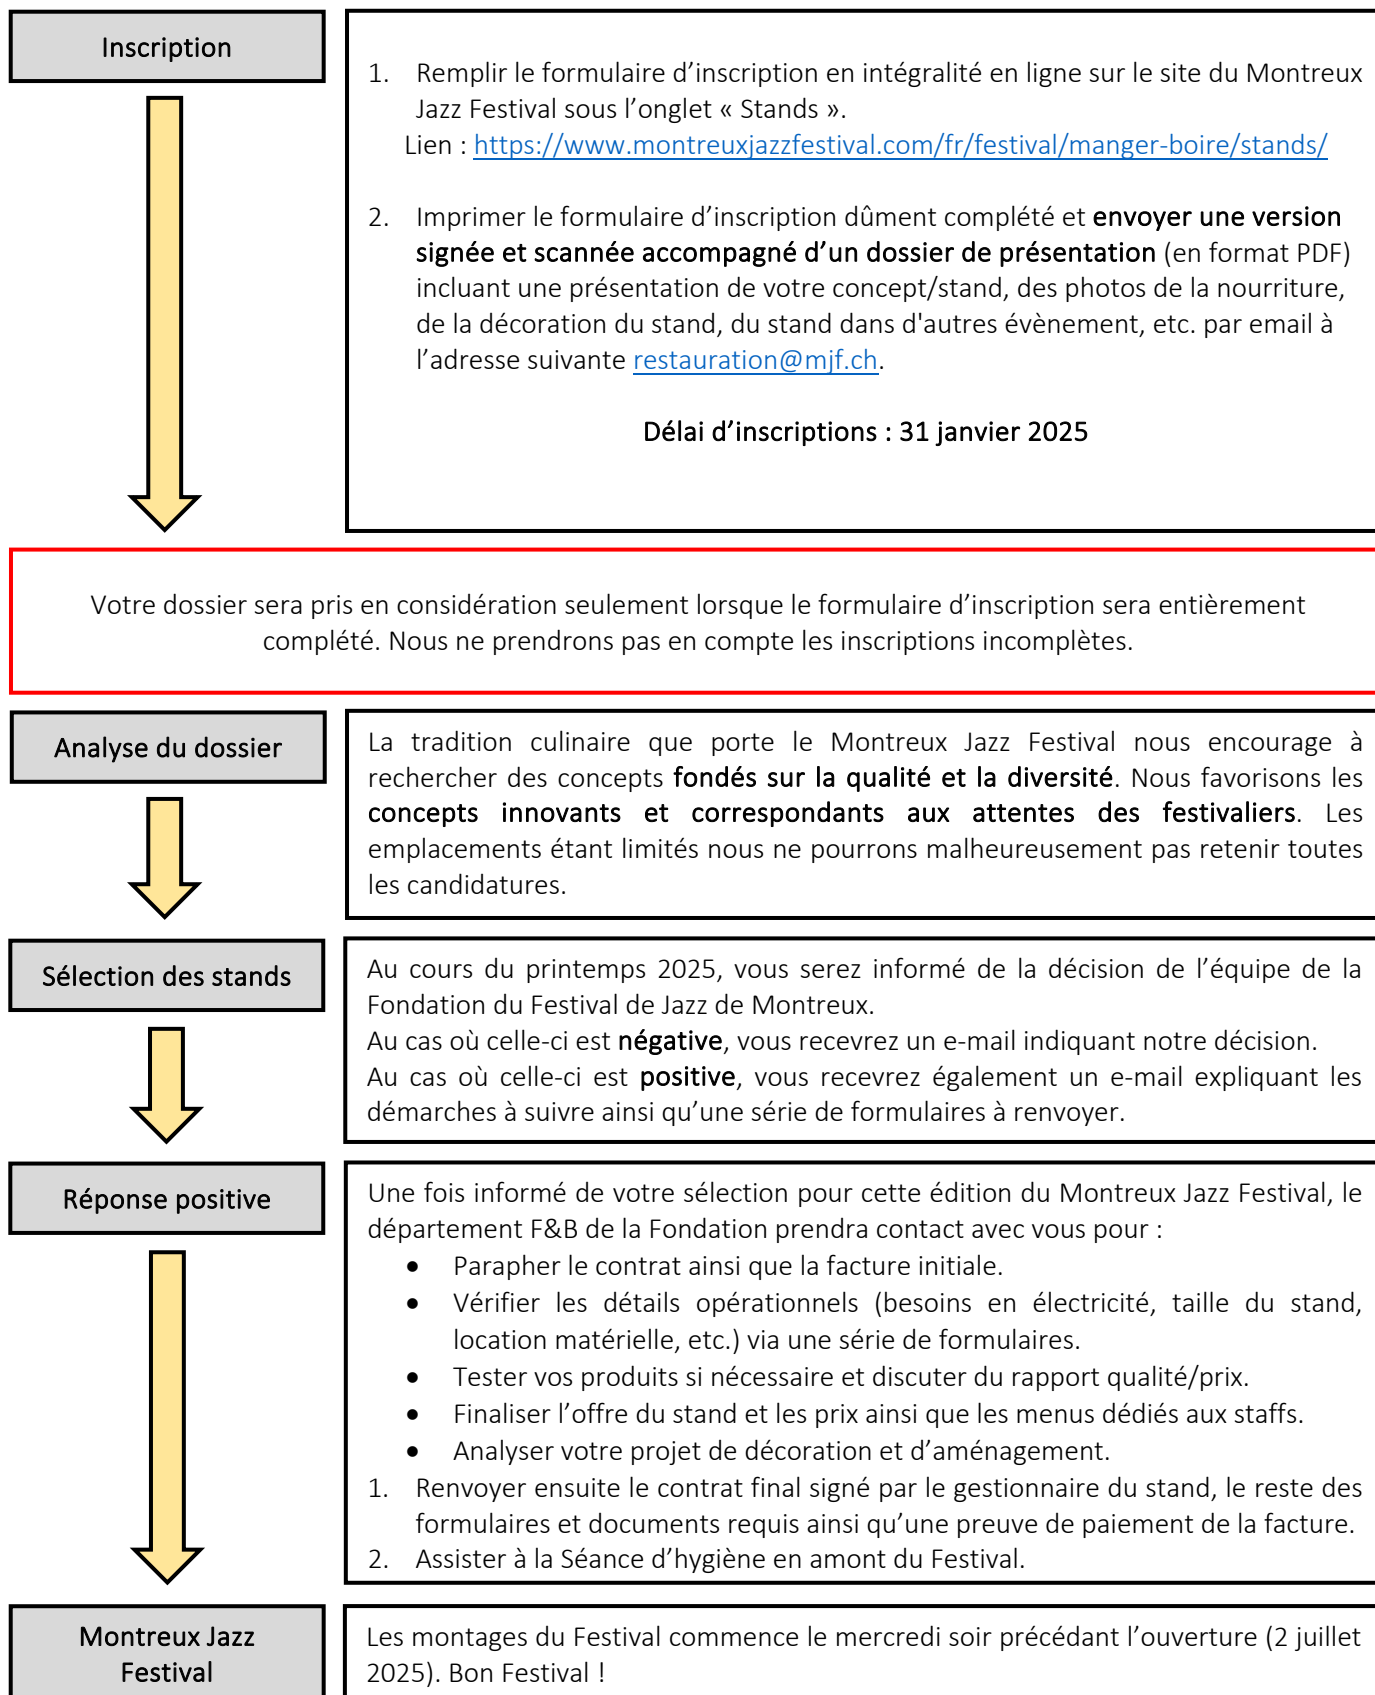 Inscription
1. Remplir le formulaire d’inscription en intégralité en ligne sur le site du Montreux
Jazz Festival sous l’onglet « Stands ».
Lien : https://www.montreuxjazzfestival.com/fr/festival/manger-boire/stands/
2. Imprimer le formulaire d’inscription dûment complété et envoyer une version
signée et scannée accompagné d’un dossier de présentation (en format PDF)
incluant une présentation de votre concept/stand, des photos de la nourriture,
de la décoration du stand, du stand dans d'autres évènement, etc. par email à
l’adresse suivante restauration@mjf.ch.
Délai d’inscriptions : 31 janvier 2025
Votre dossier sera pris en considération seulement lorsque le formulaire d’inscription sera entièrement
complété. Nous ne prendrons pas en compte les inscriptions incomplètes.
Analyse du dossier
La tradition culinaire que porte le Montreux Jazz Festival nous encourage à
rechercher des concepts fondés sur la qualité et la diversité. Nous favorisons les
concepts innovants et correspondants aux attentes des festivaliers. Les
emplacements étant limités nous ne pourrons malheureusement pas retenir toutes
les candidatures.
Sélection des stands
Au cours du printemps 2025, vous serez informé de la décision de l’équipe de la
Fondation du Festival de Jazz de Montreux.
Au cas où celle-ci est négative, vous recevrez un e-mail indiquant notre décision.
Au cas où celle-ci est positive, vous recevrez également un e-mail expliquant les
démarches à suivre ainsi qu’une série de formulaires à renvoyer.
Réponse positive
Une fois informé de votre sélection pour cette édition du Montreux Jazz Festival, le
département F&B de la Fondation prendra contact avec vous pour :
• Parapher le contrat ainsi que la facture initiale.
• Vérifier les détails opérationnels (besoins en électricité, taille du stand,
location matérielle, etc.) via une série de formulaires.
• Tester vos produits si nécessaire et discuter du rapport qualité/prix.
• Finaliser l’offre du stand et les prix ainsi que les menus dédiés aux staffs.
• Analyser votre projet de décoration et d’aménagement.
1. Renvoyer ensuite le contrat final signé par le gestionnaire du stand, le reste des
formulaires et documents requis ainsi qu’une preuve de paiement de la facture.
2. Assister à la Séance d’hygiène en amont du Festival.
Montreux Jazz
Festival
Les montages du Festival commence le mercredi soir précédant l’ouverture (2 juillet
2025). Bon Festival !